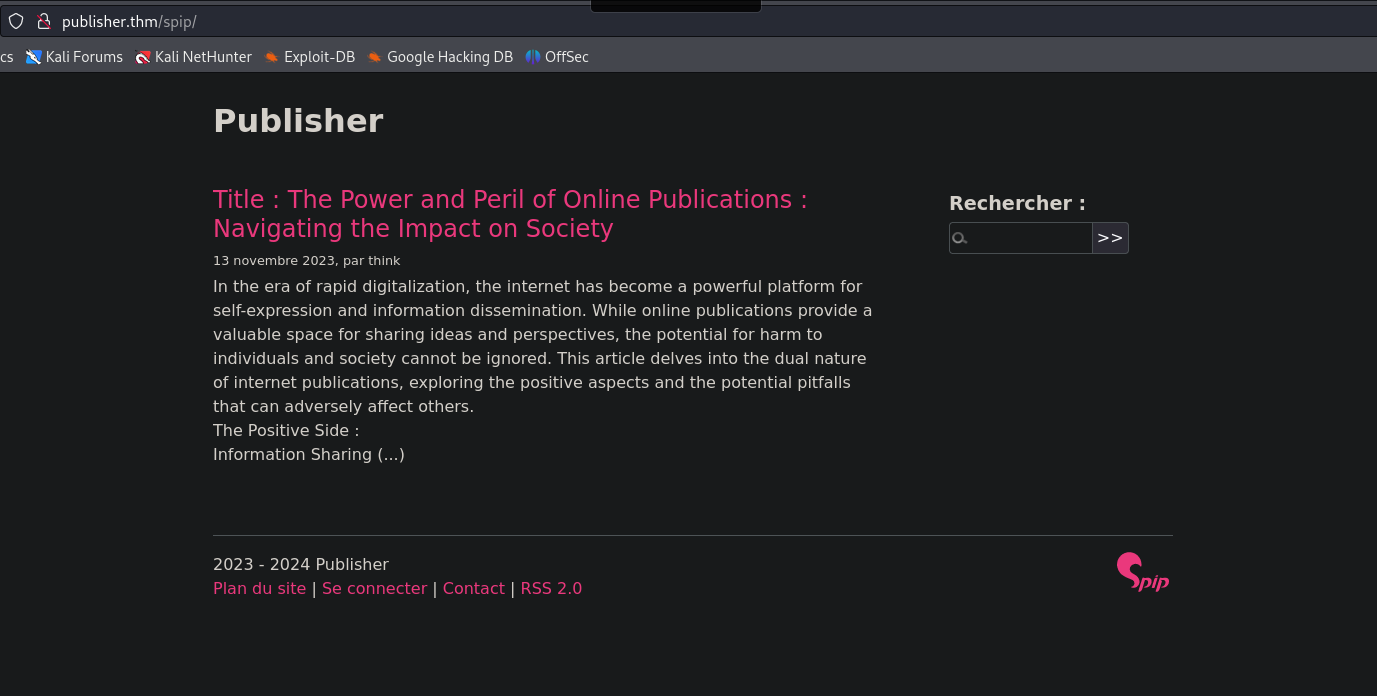 publisher.thm/spip/
cs Kali Forums Kali NetHunter Exploit-DB Google Hacking DB OffSec
Publisher
Title : The Power and Peril of Online Publications :
Navigating the Impact on Society
13 novembre 2023, par think
In the era of rapid digitalization, the internet has become a powerful platform for
self-expression and information dissemination. While online publications provide a
valuable space for sharing ideas and perspectives, the potential for harm to
individuals and society cannot be ignored. This article delves into the dual nature
of internet publications, exploring the positive aspects and the potential pitfalls
that can adversely affect others.
The Positive Side :
Information Sharing (...)
Rechercher :
>>
2023 - 2024 Publisher
Plan du site | Se connecter | Contact | RSS 2.0
Spip